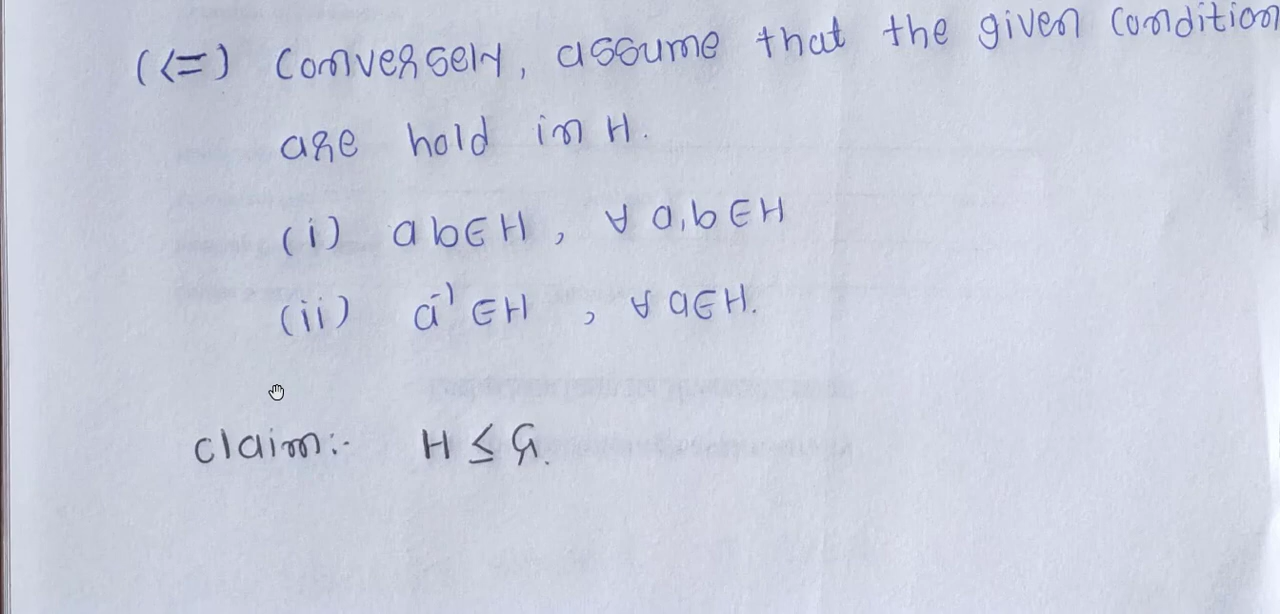 (<=) Conversely, assume that the given condition
are hold in H.
(i) ab∈H, ∀ a,b∈H
(ii) a⁻¹∈H, ∀ a∈H.
claim:- H ≤ G.